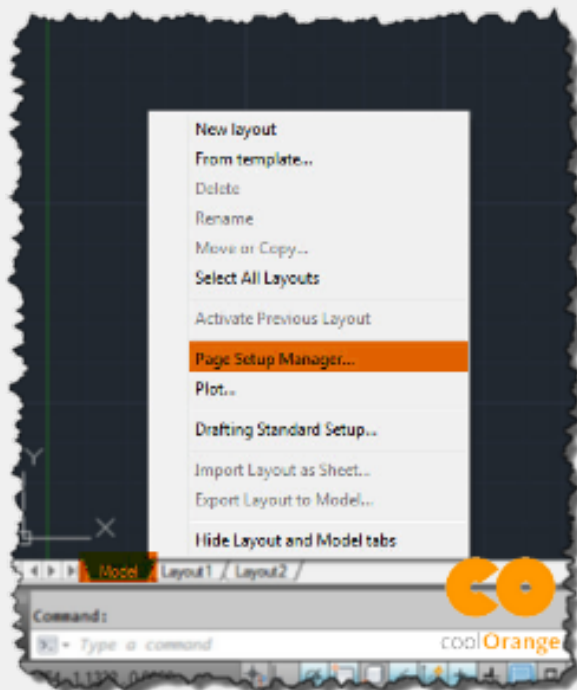 New layout
From template...
Delete
Rename
Move or Copy...
Select All Layouts
Activate Previous Layout
Page Setup Manager...
Plot...
Drafting Standard Setup...
Import Layout as Sheet...
Export Layout to Model...
Hide Layout and Model tabs
Y
X
Model / Layout1 / Layout2 /
CO
Command:
Type a command
coolOrange